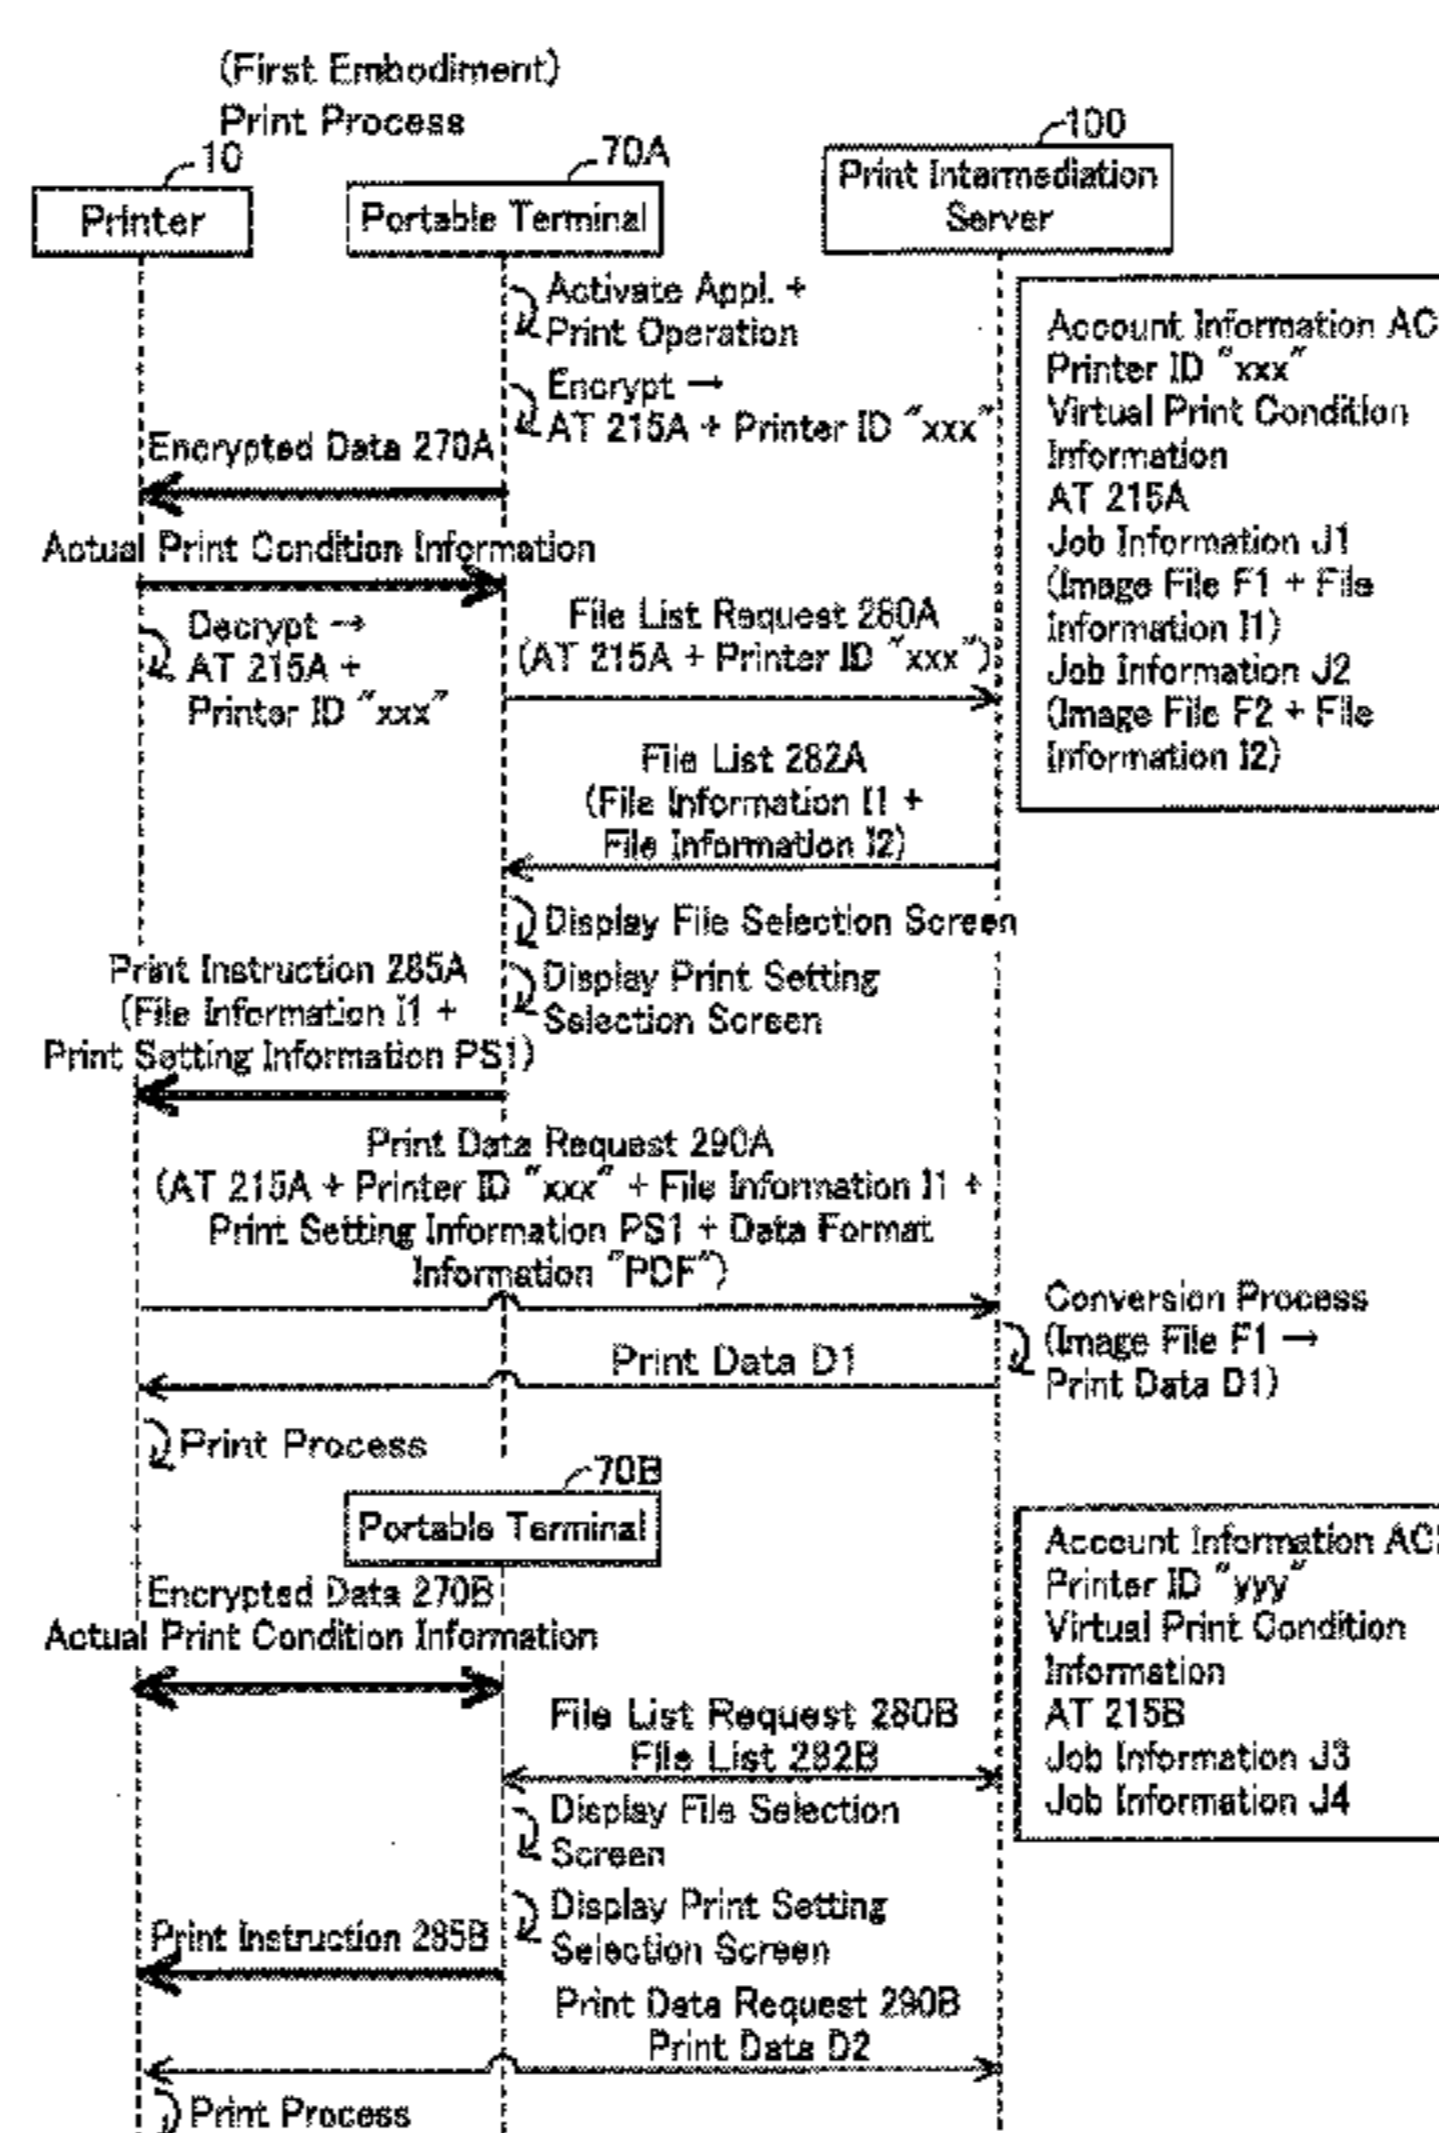 (First Embodiment)
Print Process
10
70A
100
Printer
Portable Terminal
Print Intermediation
Server
Activate Appl. +
Print Operation
Encrypt →
AT 215A + Printer ID "xxx"
Account Information AC
Printer ID "xxx"
Virtual Print Condition
Information
AT 215A
Job Information J1
(Image File F1 + File
Information I1)
Job Information J2
(Image File F2 + File
Information I2)
Encrypted Data 270A
Actual Print Condition Information
Decrypt →
AT 215A +
Printer ID "xxx"
File List Request 280A
(AT 215A + Printer ID "xxx")
File List 282A
(File Information I1 +
File Information I2)
Display File Selection Screen
Display Print Setting
Selection Screen
Print Instruction 285A
(File Information I1 +
Print Setting Information PS1)
Print Data Request 290A
(AT 215A + Printer ID "xxx" + File Information I1 +
Print Setting Information PS1 + Data Format
Information "PDF")
Conversion Process
(Image File F1 →
Print Data D1)
Print Data D1
Print Process
70B
Portable Terminal
Account Information AC
Printer ID "yyy"
Virtual Print Condition
Information
AT 215B
Job Information J3
Job Information J4
Encrypted Data 270B
Actual Print Condition Information
File List Request 280B
File List 282B
Display File Selection
Screen
Display Print Setting
Selection Screen
Print Instruction 285B
Print Data Request 290B
Print Data D2
Print Process